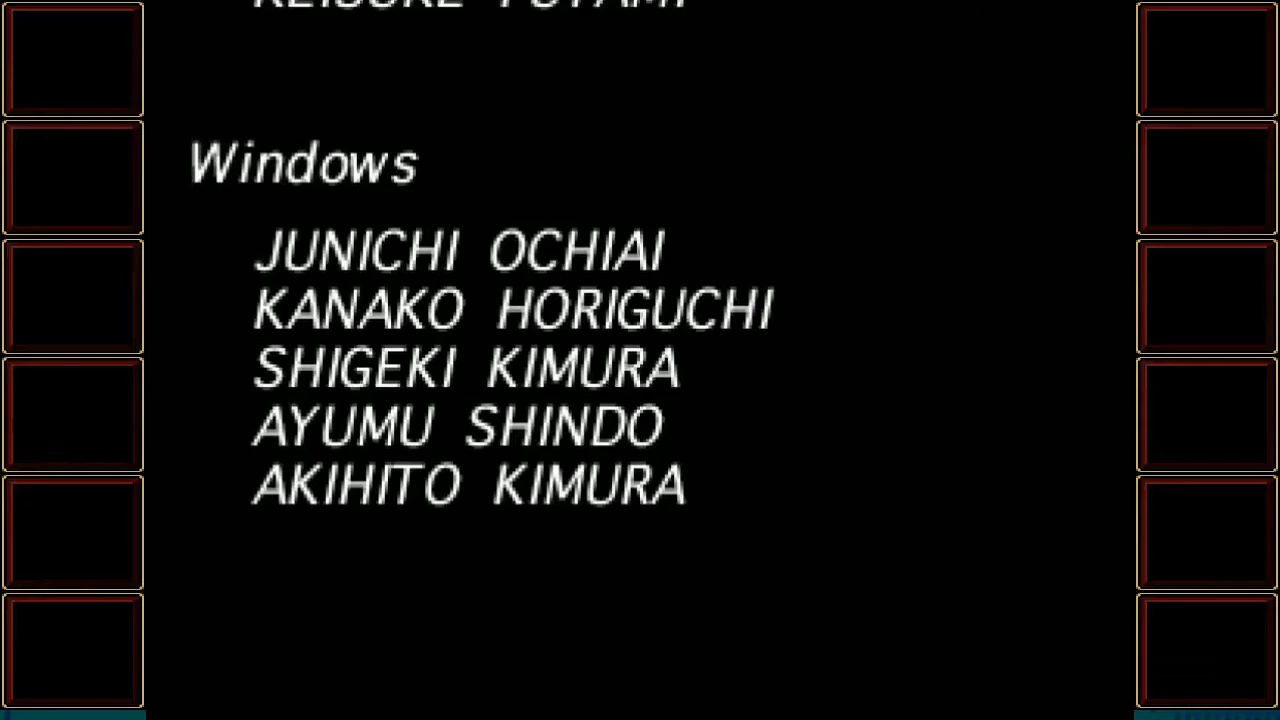 Windows
JUNICHI OCHIAI
KANAKO HORIGUCHI
SHIGEKI KIMURA
AYUMU SHINDO
AKIHITO KIMURA